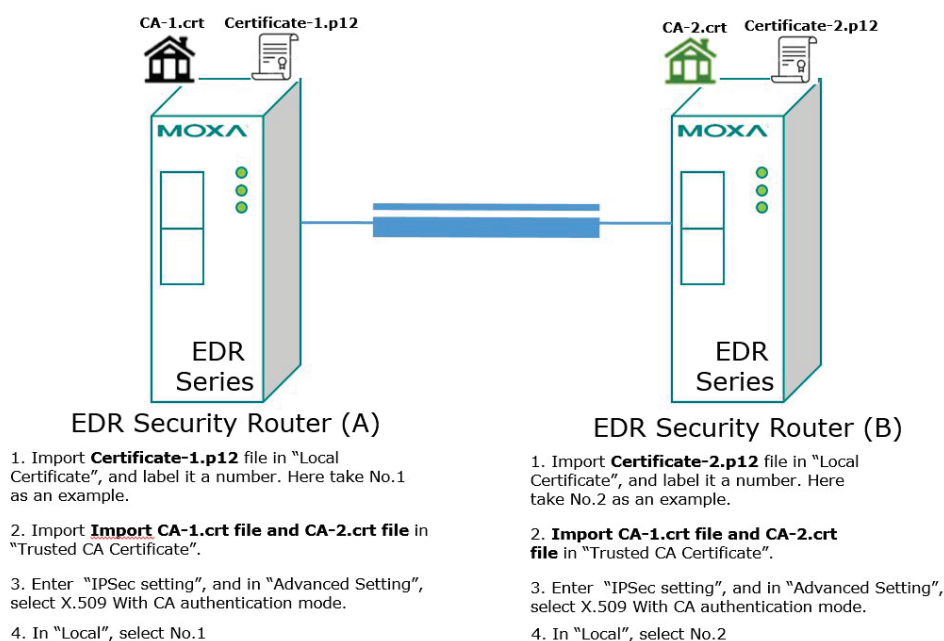 CA-1.crt Certificate-1.p12
CA-2.crt Certificate-2.p12
MOXA
MOXA
EDR
Series
EDR
Series
EDR Security Router (A)
1. Import Certificate-1.p12 file in “Local
Certificate”, and label it a number. Here take No.1
as an example.
2. Import Import CA-1.crt file and CA-2.crt file in
“Trusted CA Certificate”.
3. Enter “IPSec setting”, and in “Advanced Setting”,
select X.509 With CA authentication mode.
4. In “Local”, select No.1
EDR Security Router (B)
1. Import Certificate-2.p12 file in “Local
Certificate”, and label it a number. Here
take No.2 as an example.
2. Import CA-1.crt file and CA-2.crt
file in “Trusted CA Certificate”.
3. Enter “IPSec setting”, and in “Advanced Setting”,
select X.509 With CA authentication mode.
4. In “Local”, select No.2